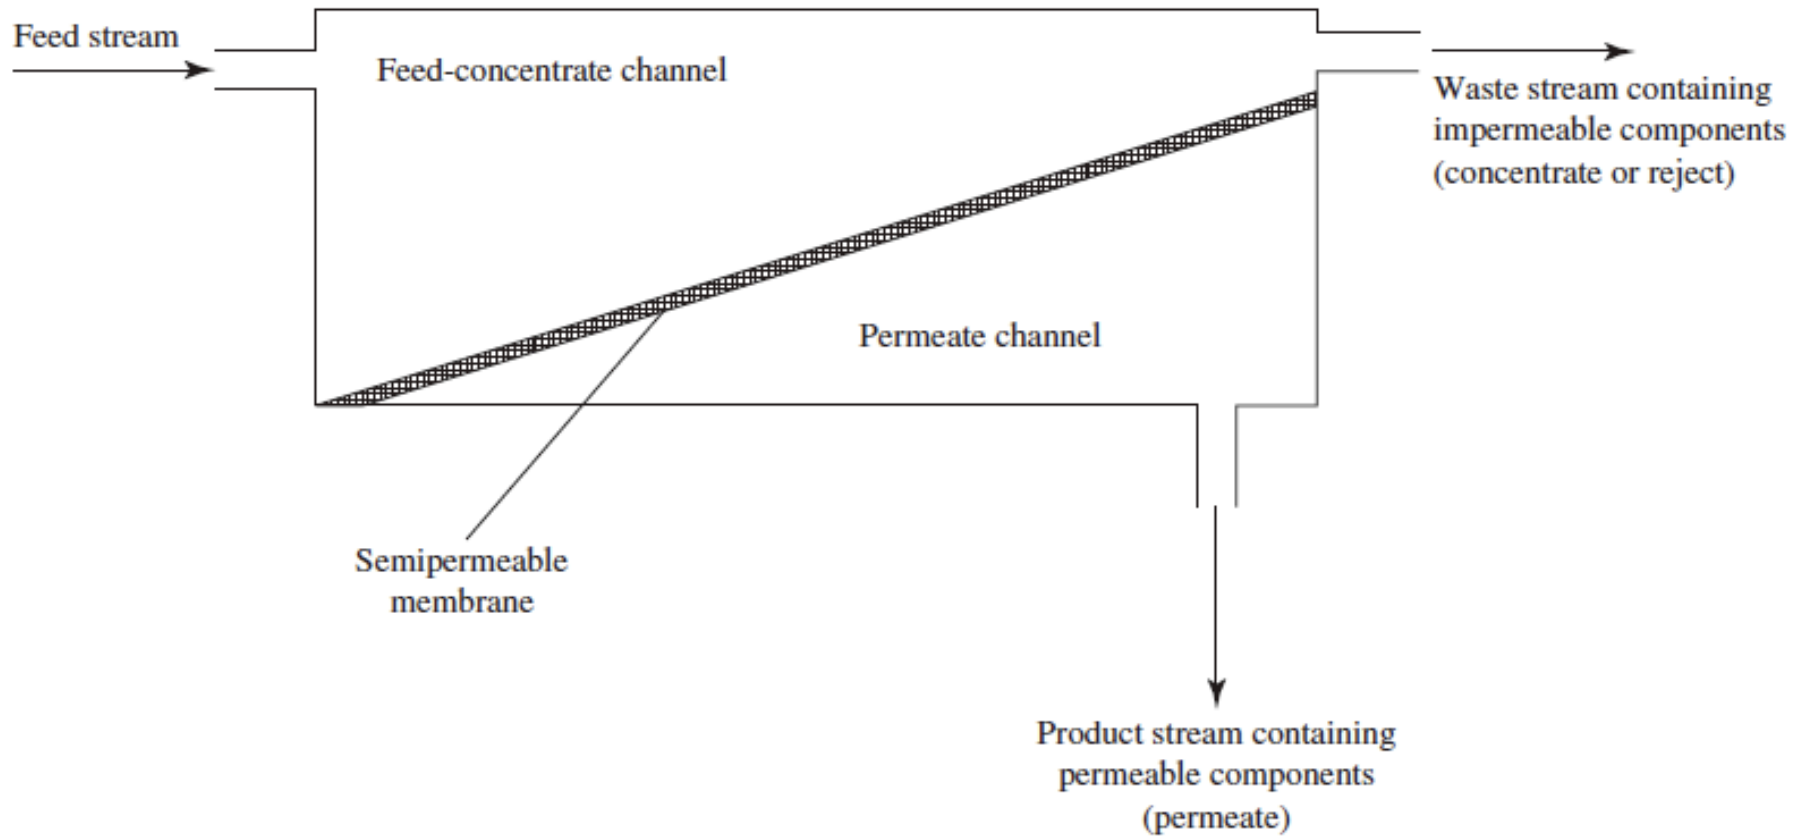 Feed stream
Feed-concentrate channel
Waste stream containing
impermeable components
(concentrate or reject)
Permeate channel
Semipermeable
membrane
Product stream containing
permeable components
(permeate)